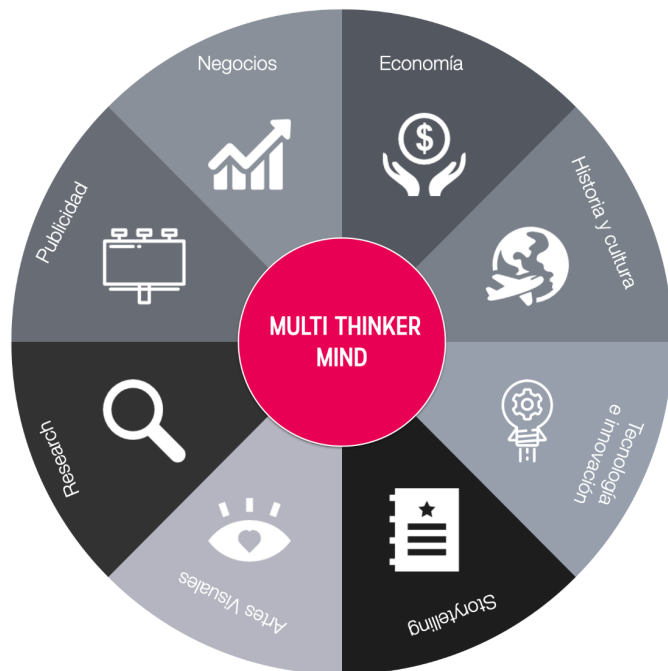 Negocios
Economía
Historia y cultura
Tecnología
e innovación
Storytelling
Artes Visuales
Research
Publicidad
MULTI THINKER
MIND
$